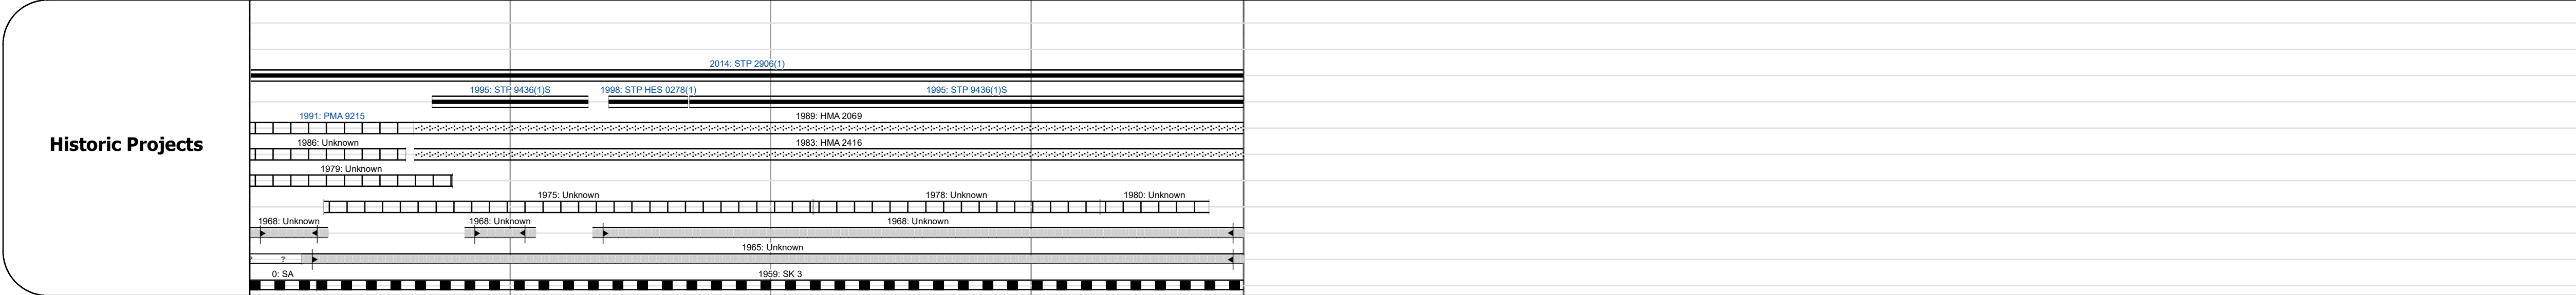 2014: STP 2906(1)
1995: STP 9436(1)S 1998: STP HES 0278(1) 1995: STP 9436(1)S
1991: PMA 9215 1989: HMA 2069
Historic Projects
1986: Unknown 1983: HMA 2416
1979: Unknown
1975: Unknown 1978: Unknown 1980: Unknown
1968: Unknown 1968: Unknown 1968: Unknown
1965: Unknown
?
0: SA 1959: SK 3